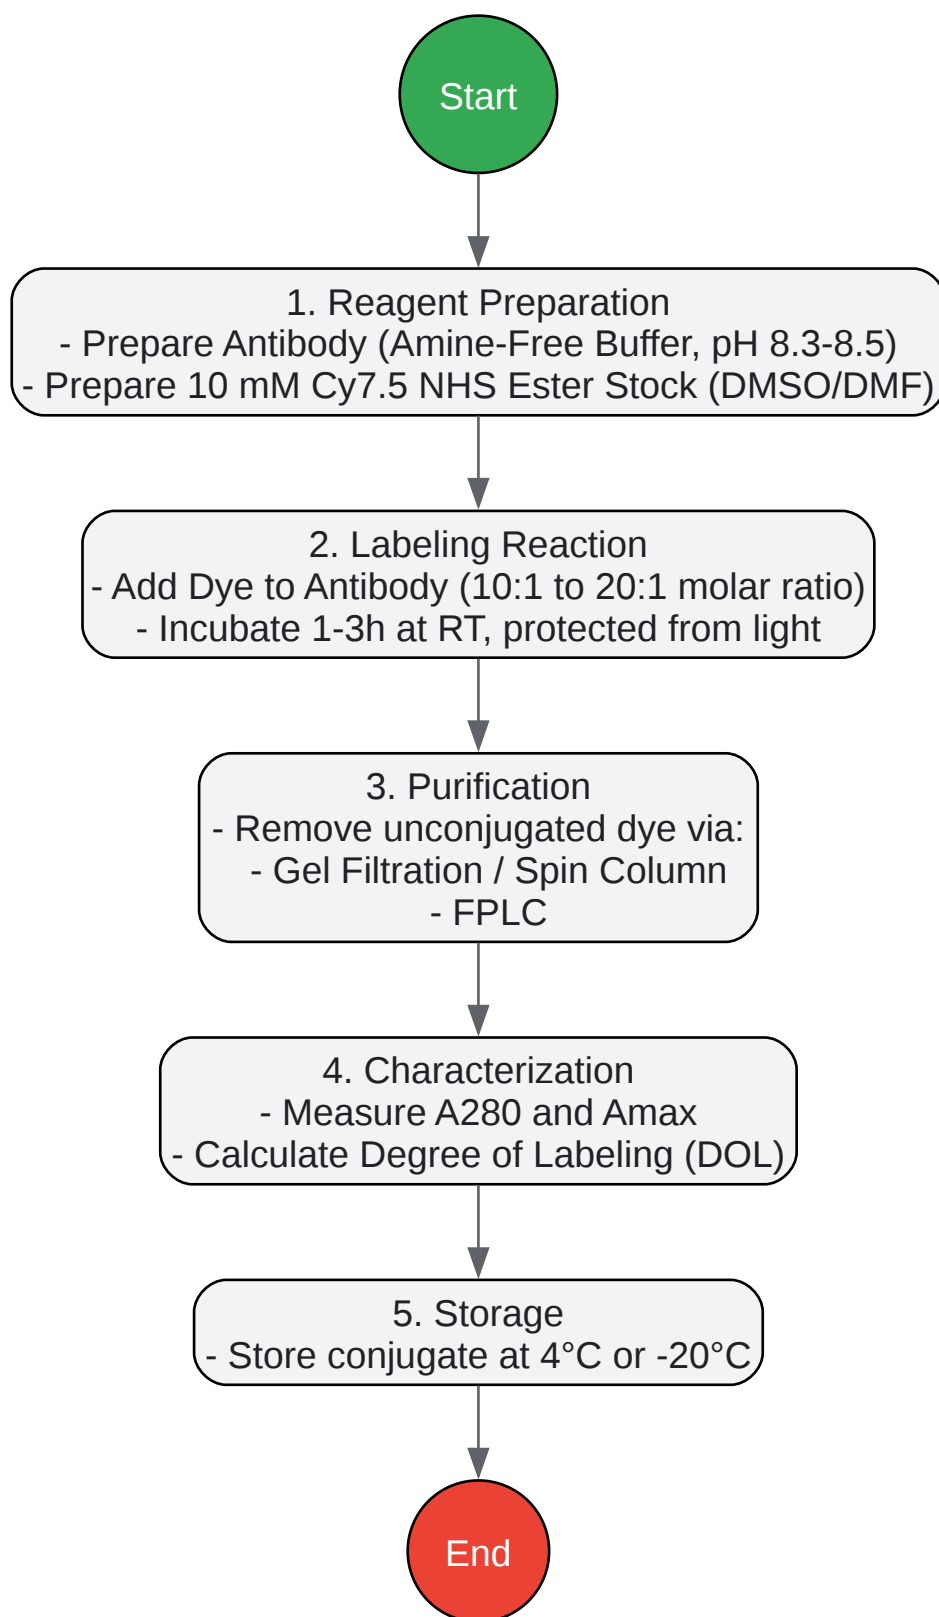 Start
1. Reagent Preparation
- Prepare Antibody (Amine-Free Buffer, pH 8.3-8.5)
- Prepare 10 mM Cy7.5 NHS Ester Stock (DMSO/DMF)
2. Labeling Reaction
- Add Dye to Antibody (10:1 to 20:1 molar ratio)
- Incubate 1-3h at RT, protected from light
3. Purification
- Remove unconjugated dye via:
- Gel Filtration / Spin Column
- FPLC
4. Characterization
- Measure A280 and Amax
- Calculate Degree of Labeling (DOL)
5. Storage
- Store conjugate at 4°C or -20°C
End